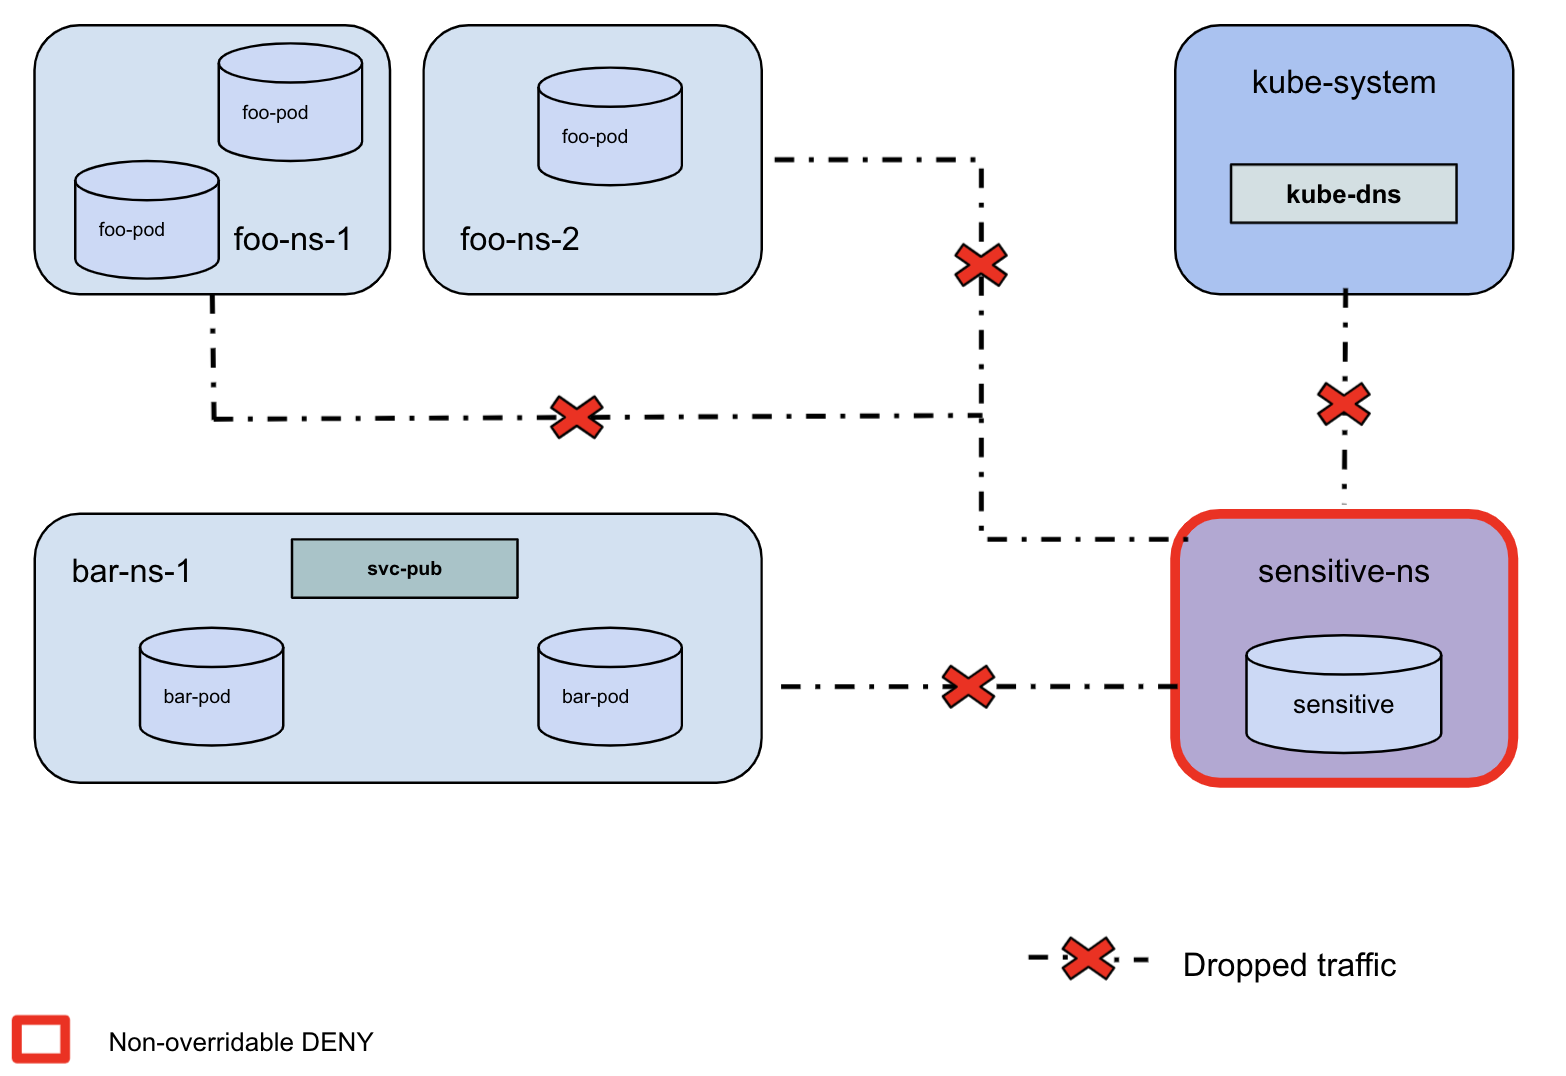 foo-pod
foo-pod
foo-ns-1
foo-pod
foo-ns-2
kube-system
kube-dns
bar-ns-1
svc-pub
bar-pod
bar-pod
sensitive-ns
sensitive
Dropped traffic
Non-overridable DENY